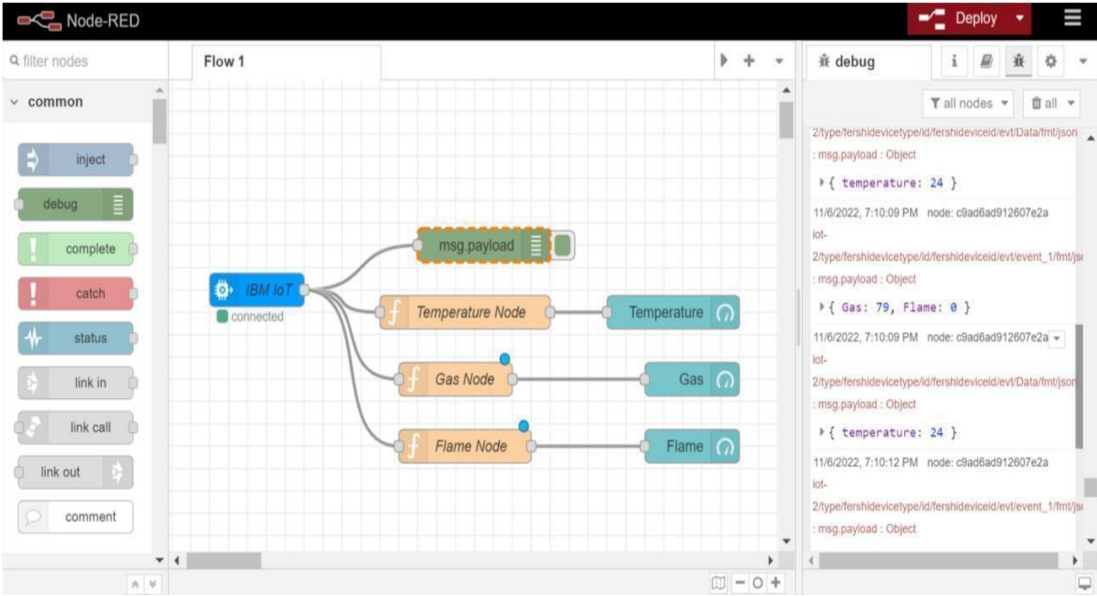 Node-RED
Deploy
filter nodes
Flow 1
debug
i
common
all nodes
all
inject
debug
complete
catch
status
link in
link call
link out
comment
IBM IoT
connected
msg.payload
f
Temperature Node
Temperature
f
Gas Node
Gas
f
Flame Node
Flame
2/type/fershidevicetype/id/fershideviceid/evt/Data/fmt/json
: msg.payload : Object
{ temperature: 24 }
11/6/2022, 7:10:09 PM node: c9ad6ad912607e2a
iot-
2/type/fershidevicetype/id/fershideviceid/evt/event_1/fmt/js
: msg.payload : Object
{ Gas: 79, Flame: 0 }
11/6/2022, 7:10:09 PM node: c9ad6ad912607e2a
iot-
2/type/fershidevicetype/id/fershideviceid/evt/Data/fmt/json
: msg.payload : Object
{ temperature: 24 }
11/6/2022, 7:10:12 PM node: c9ad6ad912607e2a
iot-
2/type/fershidevicetype/id/fershideviceid/evt/event_1/fmt/js
: msg.payload : Object